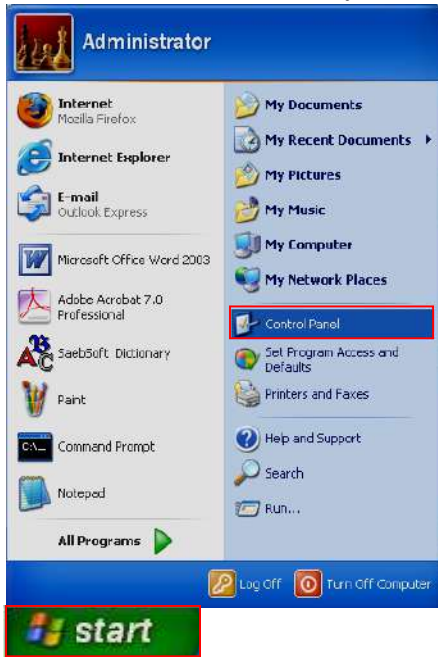 Administrator
Internet
Mozilla Firefox
Internet Explorer
E-mail
Outlook Express
Microsoft Office Word 2003
Adobe Acrobat 7.0
Professional
SaebSoft Dictionary
Paint
C:\_
Command Prompt
Notepad
All Programs
My Documents
My Recent Documents
My Pictures
My Music
My Computer
My Network Places
Control Panel
Set Program Access and
Defaults
Printers and Faxes
Help and Support
Search
Run...
Log Off
Turn Off Computer
start